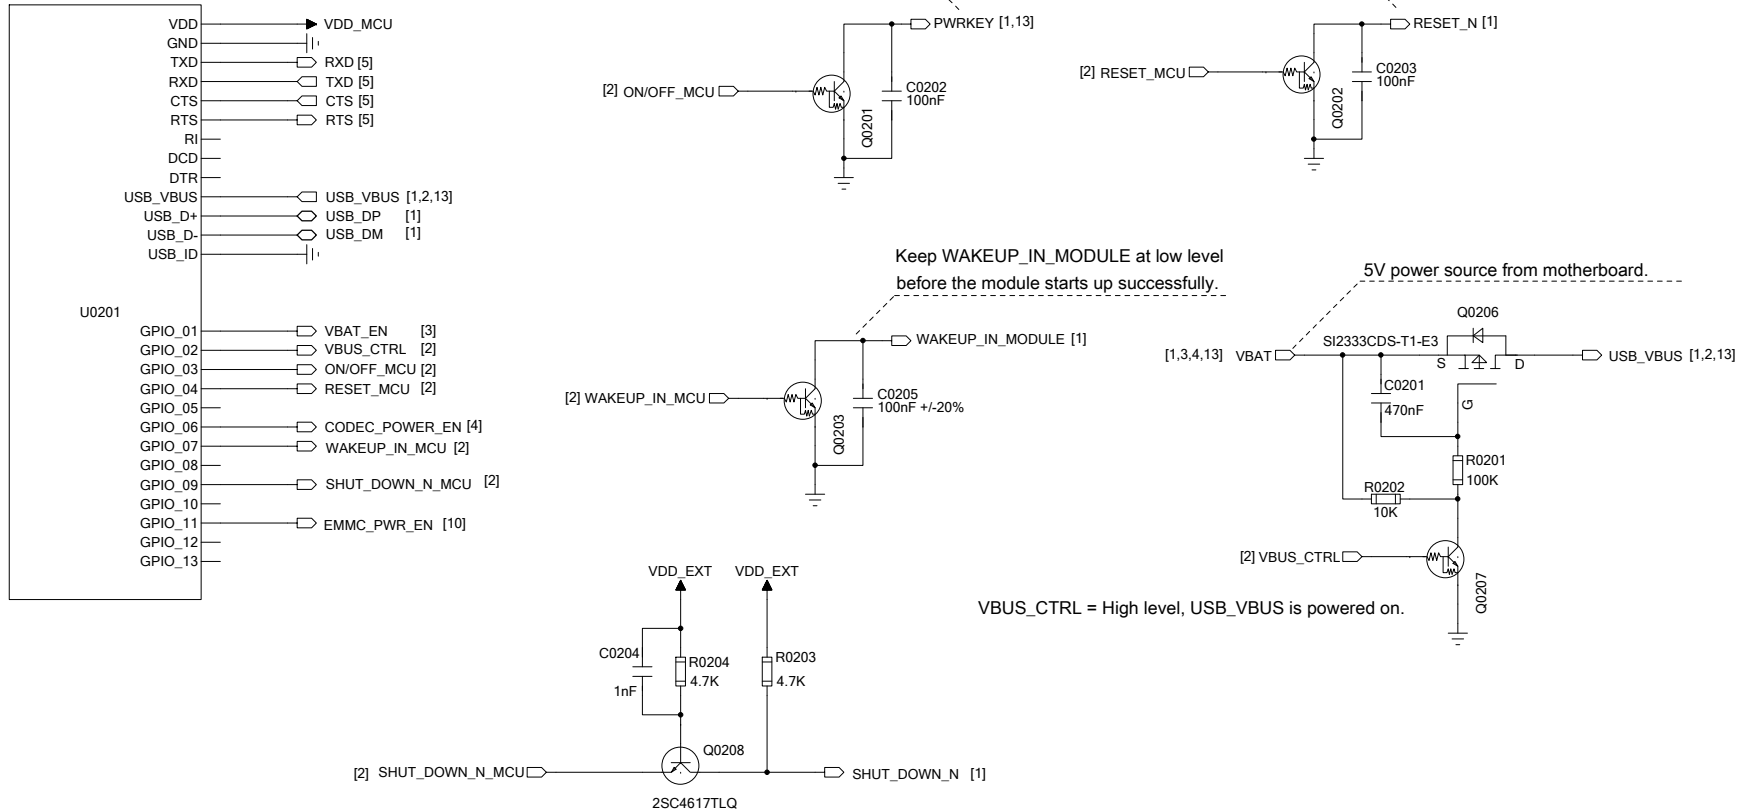 VDD VDD_MCU
GND
TXD RXD [5]
RXD TXD [5]
CTS CTS [5]
RTS RTS [5]
RI
DCD
DTR
USB_VBUS USB_VBUS [1,2,13]
USB_D+ USB_DP [1]
USB_D- USB_DM [1]
USB_ID
U0201
GPIO_01 VBAT_EN [3]
GPIO_02 VBUS_CTRL [2]
GPIO_03 ON/OFF_MCU [2]
GPIO_04 RESET_MCU [2]
GPIO_05
GPIO_06 CODEC_POWER_EN [4]
GPIO_07 WAKEUP_IN_MCU [2]
GPIO_08
GPIO_09 SHUT_DOWN_N_MCU [2]
GPIO_10
GPIO_11 EMMC_PWR_EN [10]
GPIO_12
GPIO_13
PWRKEY [1,13]
[2] ON/OFF_MCU
C0202
100nF
Q0201
RESET_N [1]
[2] RESET_MCU
C0203
100nF
Q0202
Keep WAKEUP_IN_MODULE at low level
before the module starts up successfully.
WAKEUP_IN_MODULE [1]
[2] WAKEUP_IN_MCU
C0205
100nF +/-20%
Q0203
5V power source from motherboard.
Q0206
SI2333CDS-T1-E3
[1,3,4,13] VBAT
S
D
G
USB_VBUS [1,2,13]
C0201
470nF
R0201
100K
R0202
10K
[2] VBUS_CTRL
Q0207
VBUS_CTRL = High level, USB_VBUS is powered on.
VDD_EXT VDD_EXT
C0204
1nF
R0204
4.7K
R0203
4.7K
Q0208
[2] SHUT_DOWN_N_MCU
SHUT_DOWN_N [1]
2SC4617TLQ